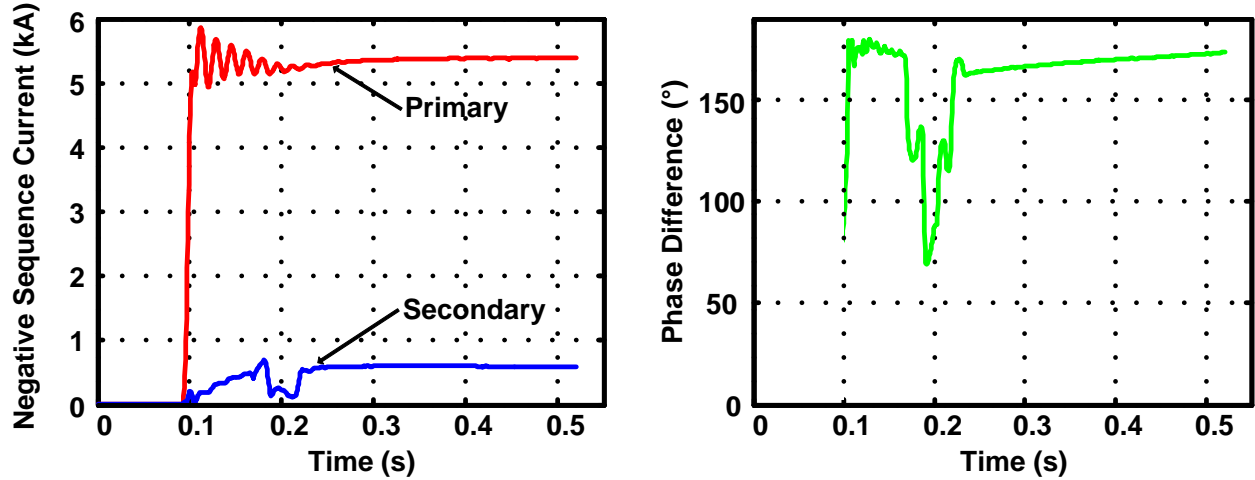 Negative Sequence Current (kA)
6
5
4
3
2
1
0
Primary
Secondary
0 0.1 0.2 0.3 0.4 0.5
Time (s)
Phase Difference (°)
150
100
50
0
0 0.1 0.2 0.3 0.4 0.5
Time (s)